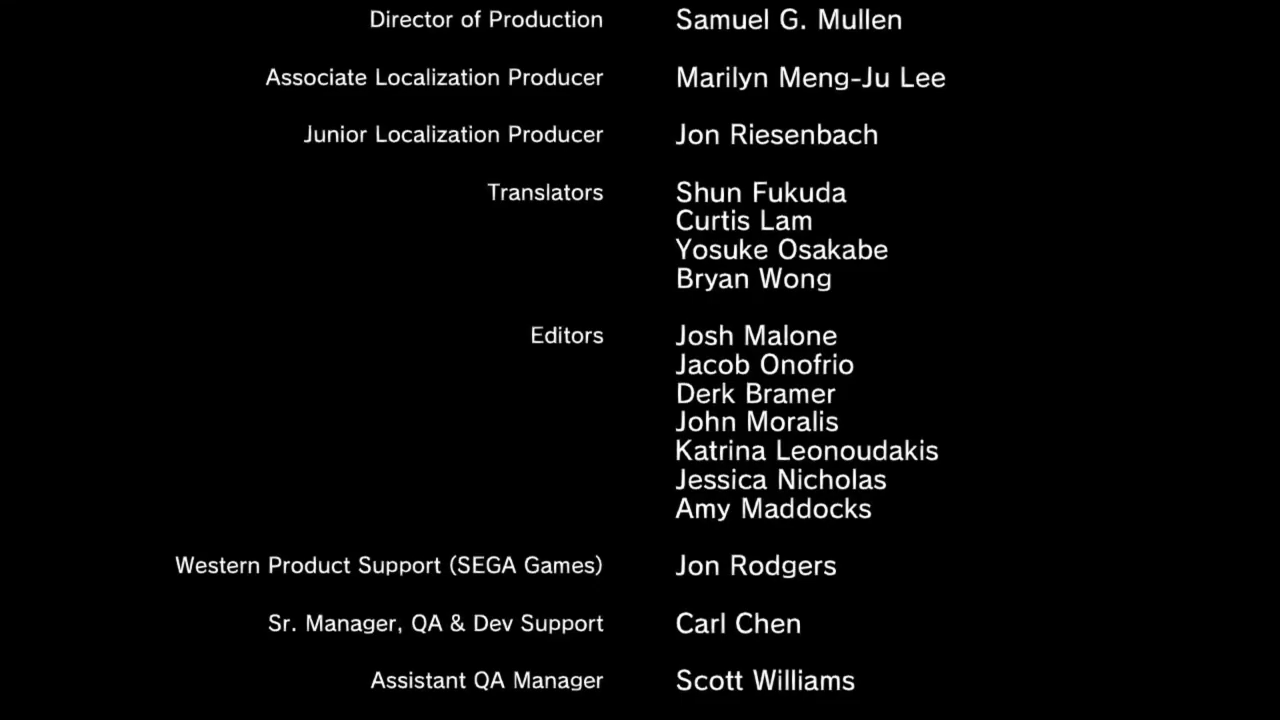 Director of Production Samuel G. Mullen
Associate Localization Producer Marilyn Meng-Ju Lee
Junior Localization Producer Jon Riesenbach
Translators Shun Fukuda
Curtis Lam
Yosuke Osakabe
Bryan Wong
Editors Josh Malone
Jacob Onofrio
Derk Bramer
John Moralis
Katrina Leonoudakis
Jessica Nicholas
Amy Maddocks
Western Product Support (SEGA Games) Jon Rodgers
Sr. Manager, QA & Dev Support Carl Chen
Assistant QA Manager Scott Williams